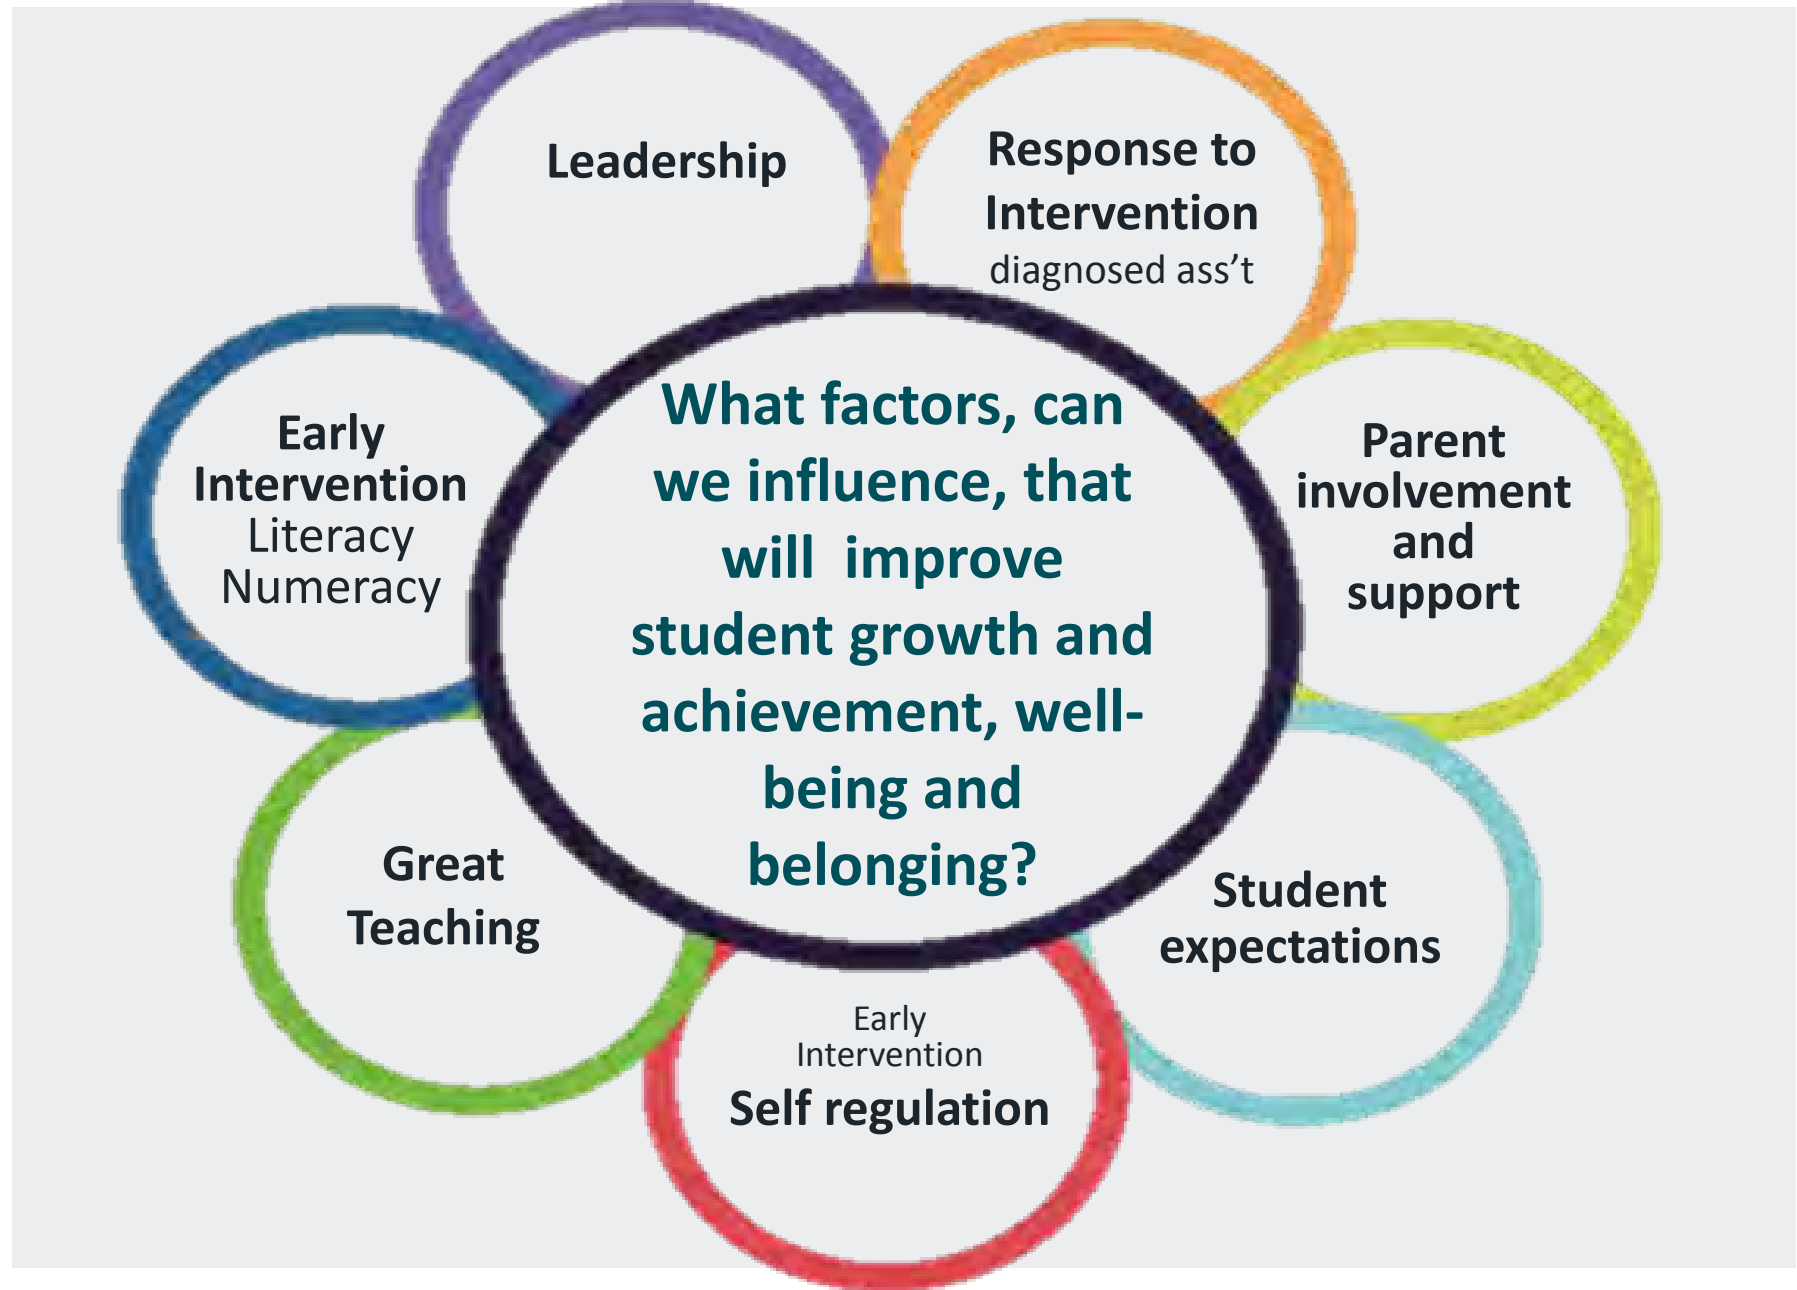 Leadership
Response to
Intervention
diagnosed ass't
Early
Intervention
Literacy
Numeracy
What factors, can
we influence, that
will  improve
student growth and
achievement, well-
being and
belonging?
Parent
involvement
and
support
Great
Teaching
Student
expectations
Early
Intervention
Self regulation